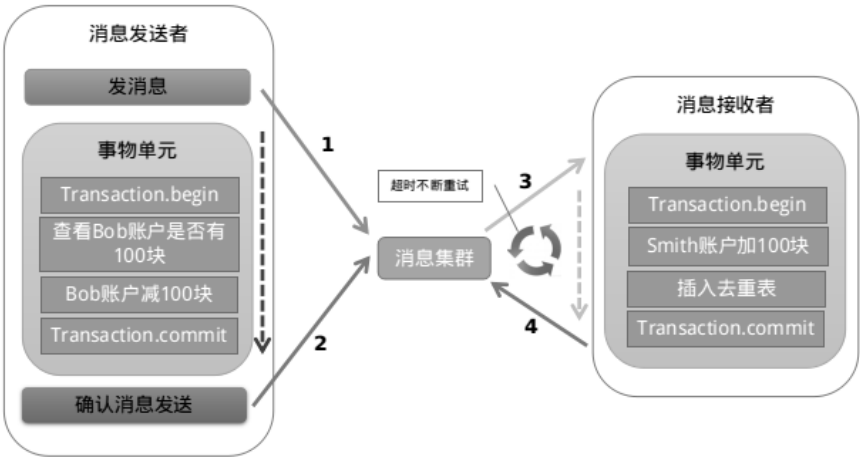 消息发送者
发消息
事物单元
Transaction.begin
查看Bob账户是否有
100块
Bob账户减100块
Transaction.commit
确认消息发送
1
2
超时不断重试
消息集群
3
4
消息接收者
事物单元
Transaction.begin
Smith账户加100块
插入去重表
Transaction.commit